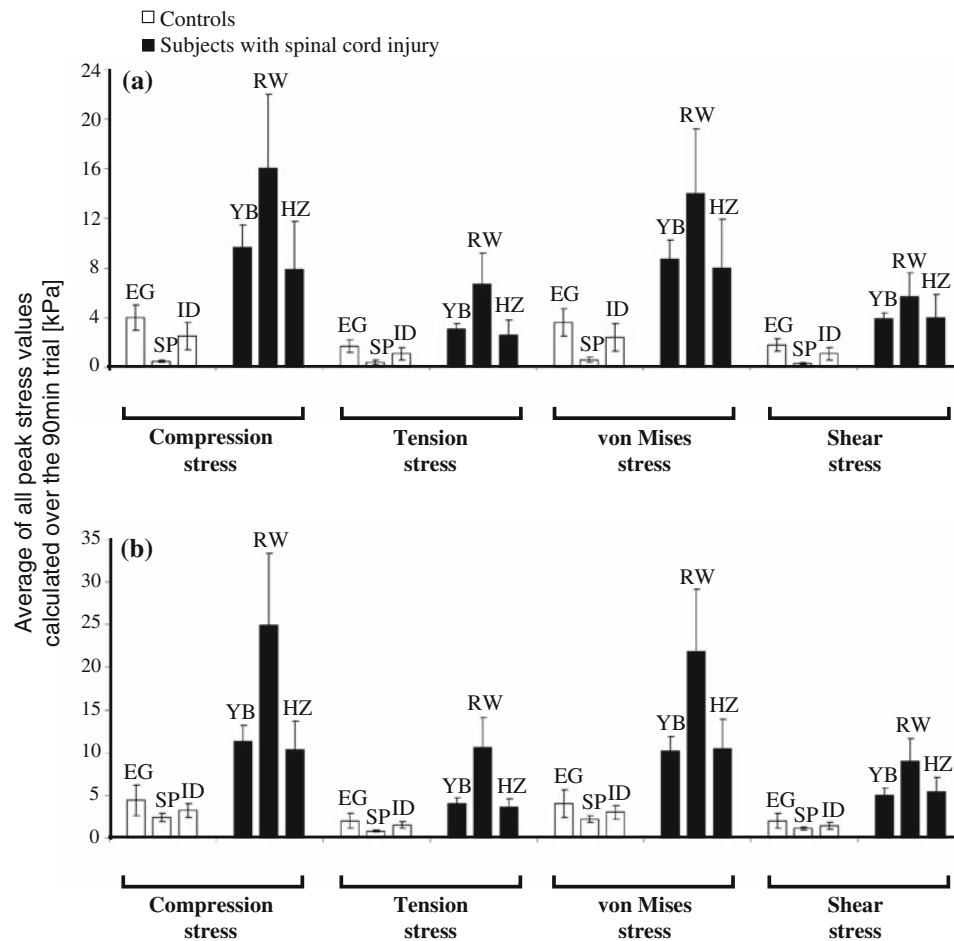 Controls
Subjects with spinal cord injury
Average of all peak stress values
calculated over the 90min trial [kPa]
(a)
24
20
16
12
8
4
0
EG
SP
ID
YB
RW
HZ
EG
SP
ID
YB
RW
HZ
EG
SP
ID
YB
RW
HZ
EG
SP
ID
YB
RW
HZ
Compression
stress
Tension
stress
von Mises
stress
Shear
stress
(b)
35
30
25
20
15
10
5
0
EG
SP
ID
YB
RW
HZ
EG
SP
ID
YB
RW
HZ
EG
SP
ID
YB
RW
HZ
EG
SP
ID
YB
RW
HZ
Compression
stress
Tension
stress
von Mises
stress
Shear
stress